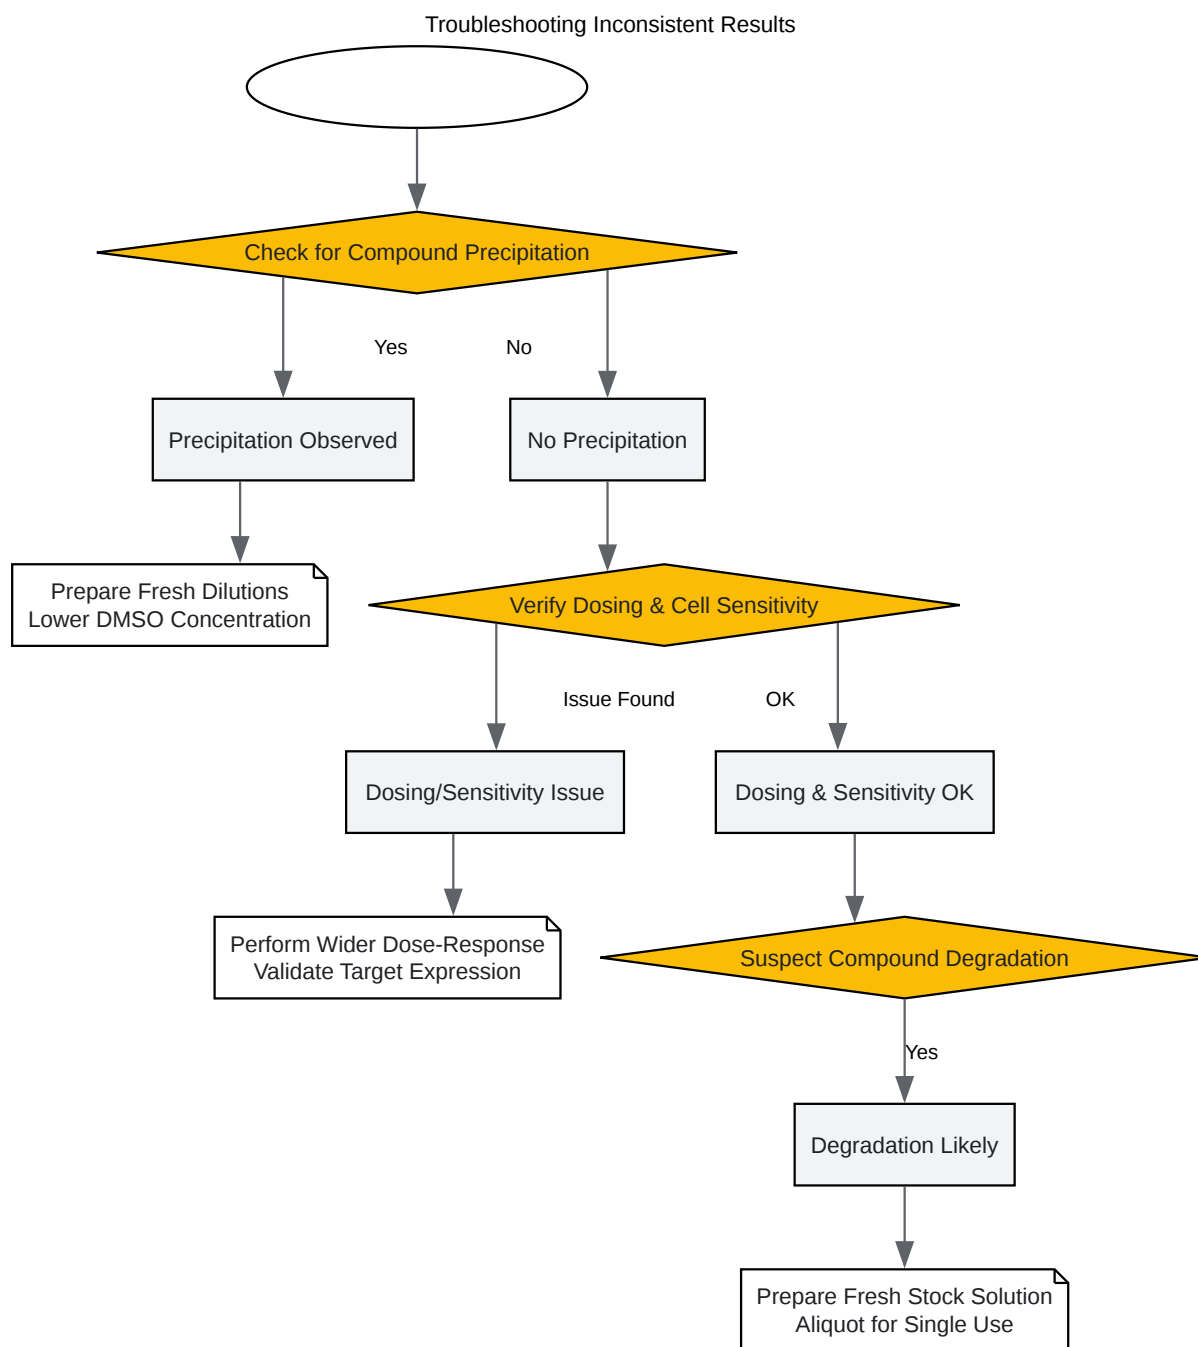 Troubleshooting Inconsistent Results
Check for Compound Precipitation
Yes
No
Precipitation Observed
No Precipitation
Prepare Fresh Dilutions
Lower DMSO Concentration
Verify Dosing & Cell Sensitivity
Issue Found
OK
Dosing/Sensitivity Issue
Dosing & Sensitivity OK
Perform Wider Dose-Response
Validate Target Expression
Suspect Compound Degradation
Yes
Degradation Likely
Prepare Fresh Stock Solution
Aliquot for Single Use